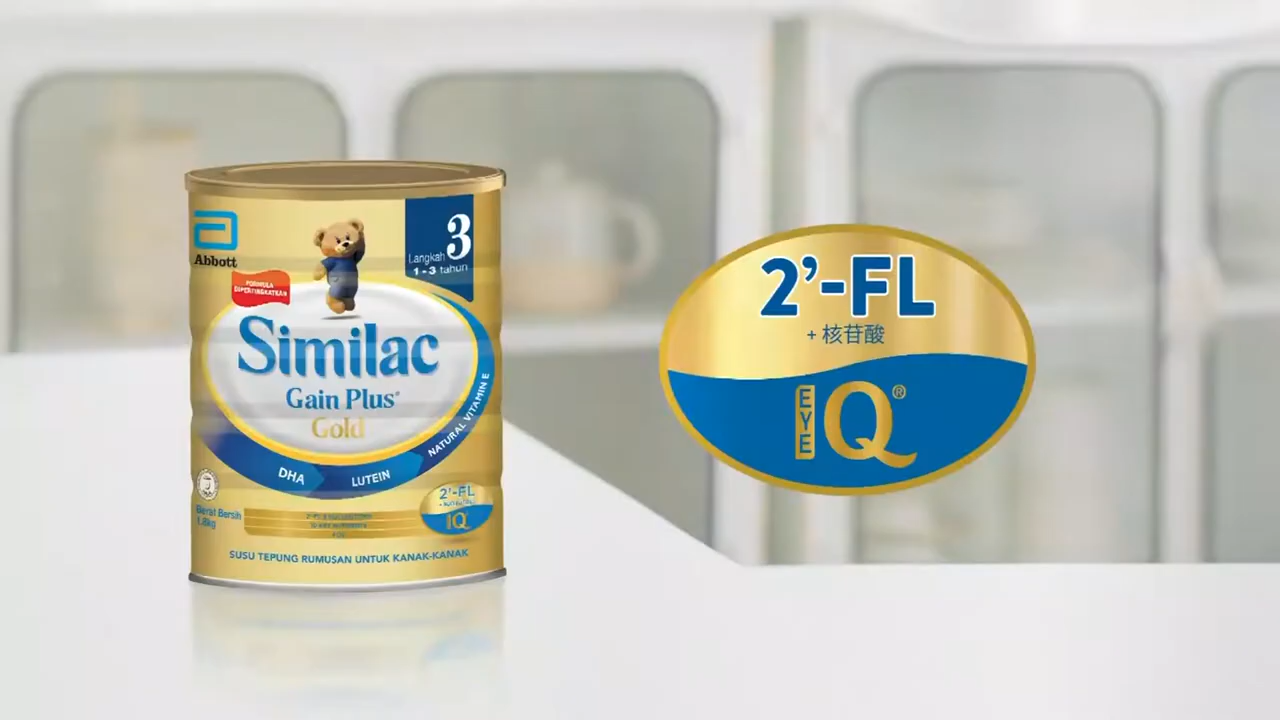 Abbott
FORMULA
DIPERTINGKATKAN
Langkah 3
1-3 tahun
Similac
Gain Plus®
Gold
DHA
LUTEIN
NATURAL VITAMIN E
Berat Bersih
1.8kg
2'-FL
IQ
SUSU TEPUNG RUMUSAN UNTUK KANAK-KANAK
2’-FL
+ 核苷酸
EYE
IQ®